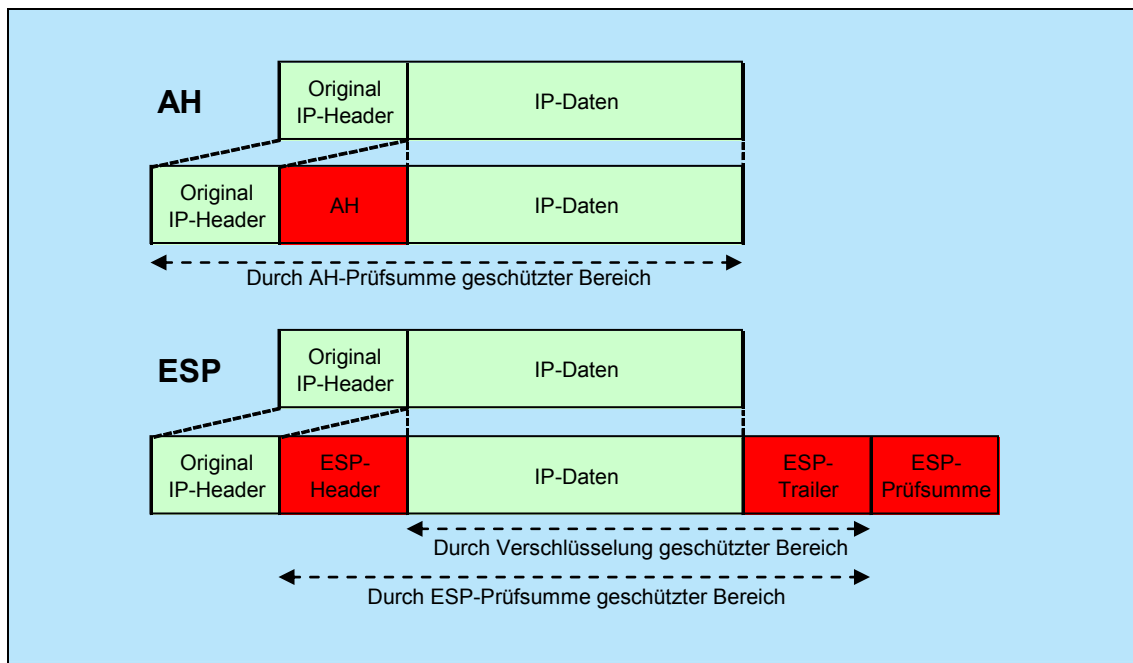 AH
Original
IP-Header
IP-Daten
Original
IP-Header
AH
IP-Daten
Durch AH-Prüfsumme geschützter Bereich
ESP
Original
IP-Header
IP-Daten
Original
IP-Header
ESP-
Header
IP-Daten
ESP-
Trailer
ESP-
Prüfsumme
Durch Verschlüsselung geschützter Bereich
Durch ESP-Prüfsumme geschützter Bereich